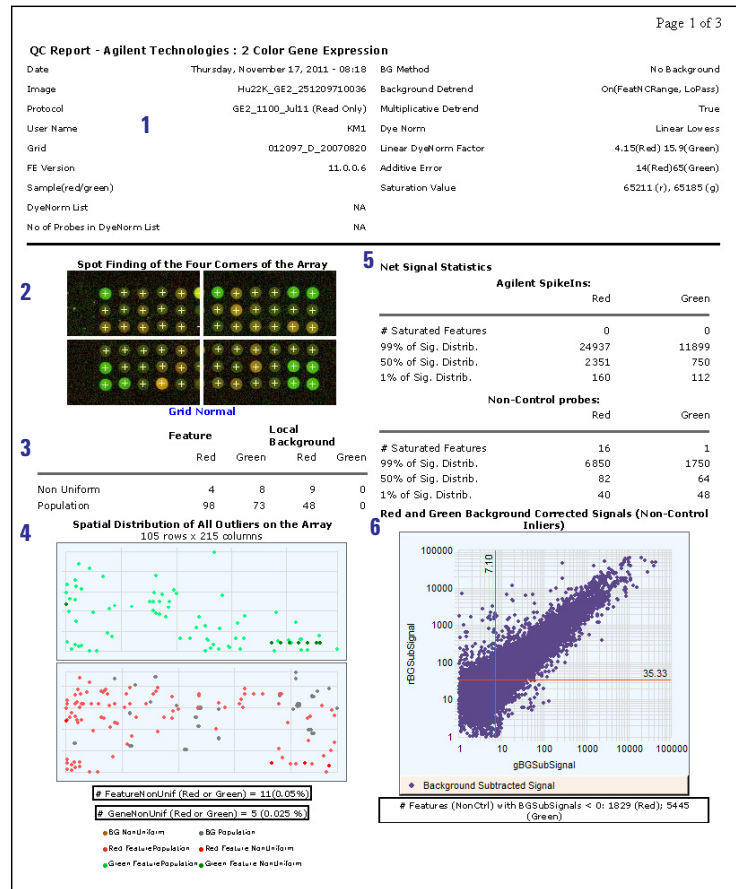 Page 1 of 3
QC Report - Agilent Technologies : 2 Color Gene Expression
Date Thursday, November 17, 2011 - 08:18 BG Method No Background
Image Hu22K_GE2_251209710036 Background Detrend On(FeatNCRange, LoPass)
Protocol GE2_1100_Jul11 (Read Only) Multiplicative Detrend True
1
User Name KM1 Dye Norm Linear Lowess
Grid 012097_D_20070820 Linear DyeNorm Factor 4.15(Red) 15.9(Green)
FE Version 11.0.0.6 Additive Error 14(Red)65(Green)
Sample(red/green) Saturation Value 65211 (r), 65185 (g)
DyeNorm List NA
No of Probes in DyeNorm List NA
2
Spot Finding of the Four Corners of the Array
Grid Normal
3
Feature Local Background
Red Green Red Green
Non Uniform 4 8 9 0
Population 98 73 48 0
4
Spatial Distribution of All Outliers on the Array
105 rows x 215 columns
# FeatureNonUnif (Red or Green) = 11(0.05%)
# GeneNonUnif (Red or Green) = 5 (0.025 %)
BG NonUniform BG Population
Red FeaturePopulation Red Feature NonUniform
Green FeaturePopulation Green Feature NonUniform
5
Net Signal Statistics
Agilent SpikeIns:
Red Green
# Saturated Features 0 0
99% of Sig. Distrib. 24937 11899
50% of Sig. Distrib. 2351 750
1% of Sig. Distrib. 160 112
Non-Control probes:
Red Green
# Saturated Features 16 1
99% of Sig. Distrib. 6850 1750
50% of Sig. Distrib. 82 64
1% of Sig. Distrib. 40 48
6
Red and Green Background Corrected Signals (Non-Control
Inliers)
100000
10000
1000
100
10
1
rBGSubSignal
7.10
35.33
1 10 100 1000 10000 100000
gBGSubSignal
Background Subtracted Signal
# Features (NonCtrl) with BGSubSignals < 0: 1829 (Red); 5445
(Green)